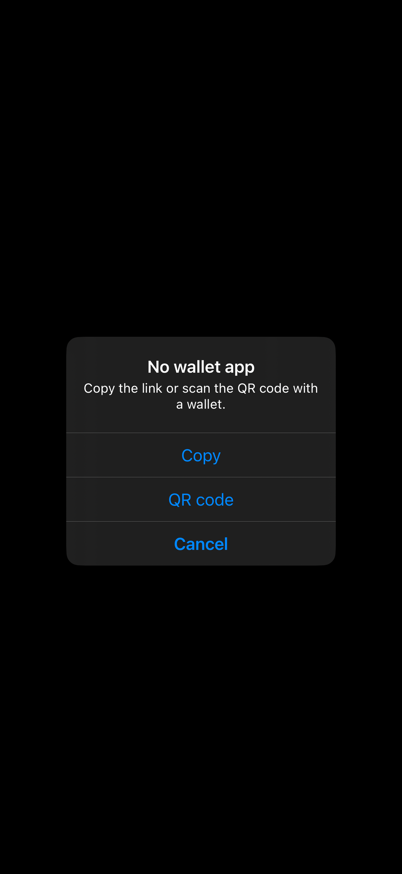 No wallet app
Copy the link or scan the QR code with
a wallet.
Copy
QR code
Cancel